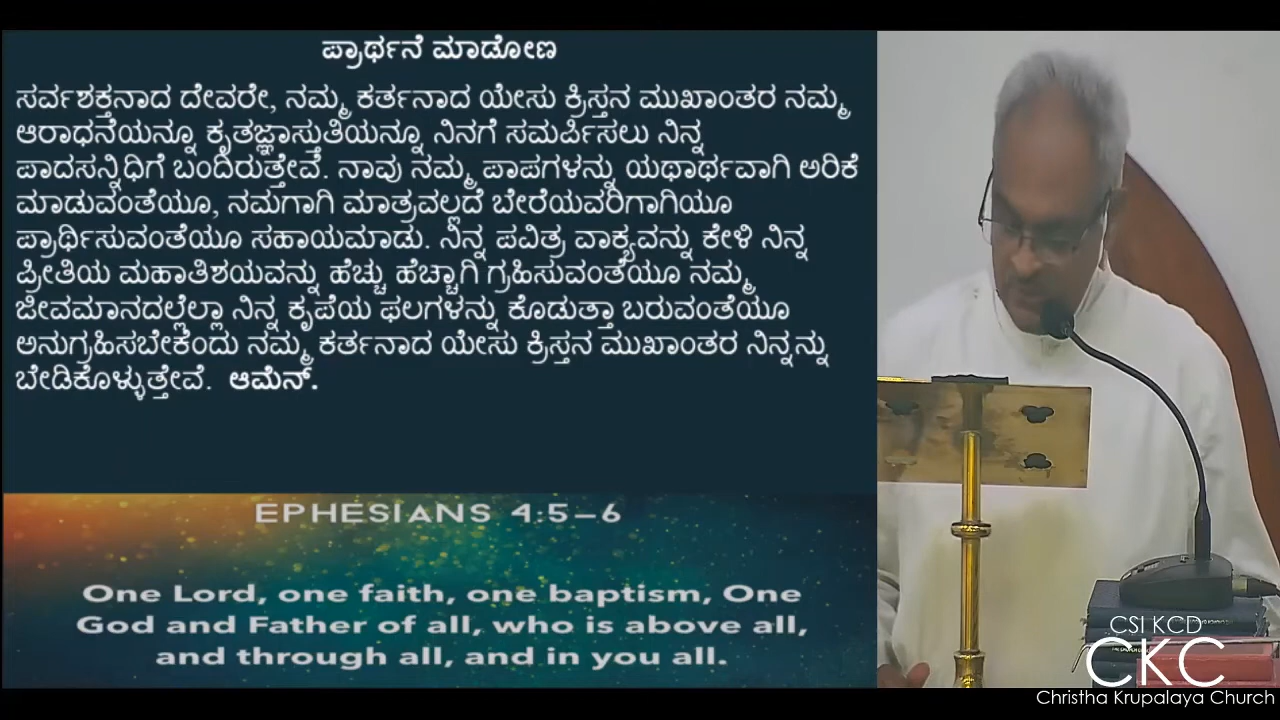 ಪ್ರಾರ್ಥನೆ ಮಾಡೋಣ
ಸರ್ವಶಕ್ತನಾದ ದೇವರೇ, ನಮ್ಮ ಕರ್ತನಾದ ಯೇಸು ಕ್ರಿಸ್ತನ ಮುಖಾಂತರ ನಮ್ಮ
ಆರಾಧನೆಯನ್ನೂ ಕೃತಜ್ಞಾಸ್ತುತಿಯನ್ನೂ ನಿನಗೆ ಸಮರ್ಪಿಸಲು ನಿನ್ನ
ಪಾದಸನ್ನಿಧಿಗೆ ಬಂದಿರುತ್ತೇವೆ. ನಾವು ನಮ್ಮ ಪಾಪಗಳನ್ನು ಯಥಾರ್ಥವಾಗಿ ಅರಿಕೆ
ಮಾಡುವಂತೆಯೂ, ನಮಗಾಗಿ ಮಾತ್ರವಲ್ಲದೆ ಬೇರೆಯವರಿಗಾಗಿಯೂ
ಪ್ರಾರ್ಥಿಸುವಂತೆಯೂ ಸಹಾಯಮಾಡು. ನಿನ್ನ ಪವಿತ್ರ ವಾಕ್ಯವನ್ನು ಕೇಳಿ ನಿನ್ನ
ಪ್ರೀತಿಯ ಮಹಾತಿಶಯವನ್ನು ಹೆಚ್ಚು ಹೆಚ್ಚಾಗಿ ಗ್ರಹಿಸುವಂತೆಯೂ ನಮ್ಮ
ಜೀವಮಾನದಲ್ಲೆಲ್ಲಾ ನಿನ್ನ ಕೃಪೆಯ ಫಲಗಳನ್ನು ಕೊಡುತ್ತಾ ಬರುವಂತೆಯೂ
ಅನುಗ್ರಹಿಸಬೇಕೆಂದು ನಮ್ಮ ಕರ್ತನಾದ ಯೇಸು ಕ್ರಿಸ್ತನ ಮುಖಾಂತರ ನಿನ್ನನ್ನು
ಬೇಡಿಕೊಳ್ಳುತ್ತೇವೆ. ಆಮೆನ್.
EPHESIANS 4:5–6
One Lord, one faith, one baptism, One
God and Father of all, who is above all,
and through all, and in you all.
CSI KCD
CKC
Christha Krupalaya Church